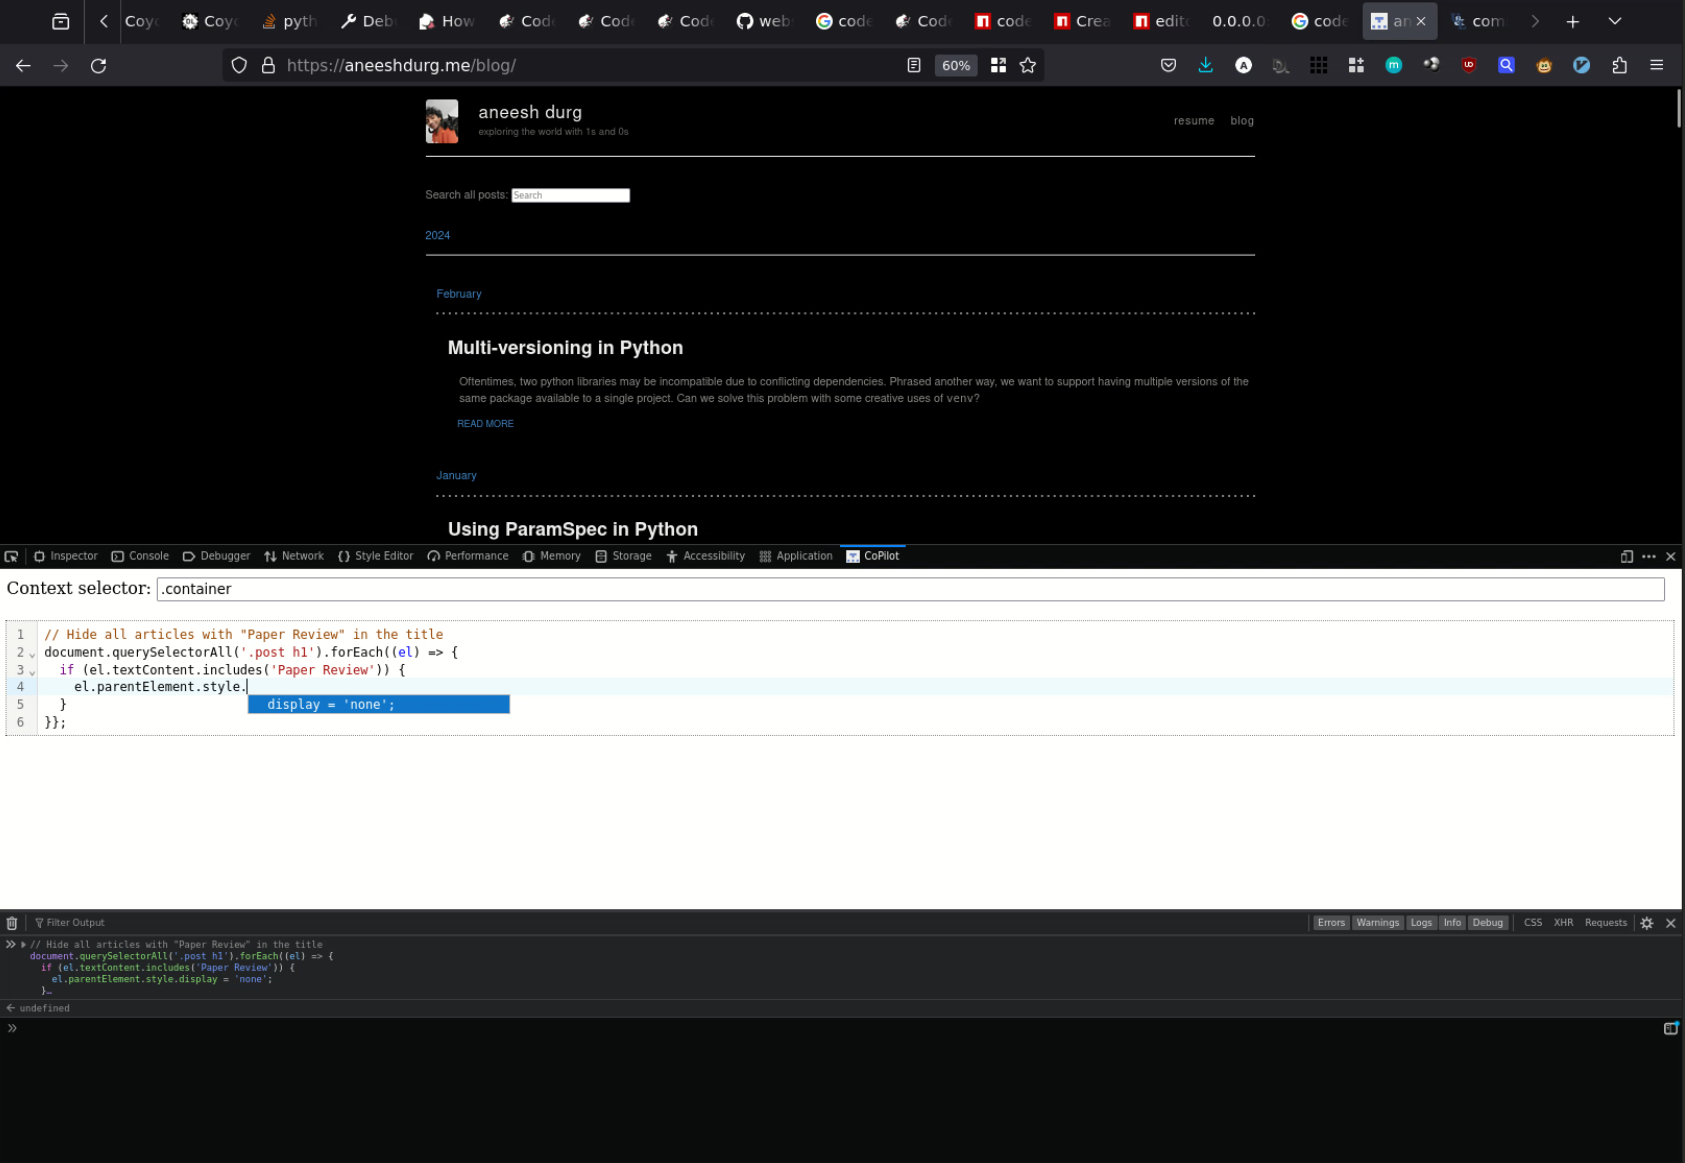 Coyc
Coyc
pyth
Deb
How
Code
Code
Code
web
code
Code
code
Crea
edit
0.0.0.0
code
an
com
https://aneeshdurg.me/blog/
60%
aneesh durg
exploring the world with 1s and 0s
resume blog
Search all posts: Search
2024
February
Multi-versioning in Python
Oftentimes, two python libraries may be incompatible due to conflicting dependencies. Phrased another way, we want to support having multiple versions of the
same package available to a single project. Can we solve this problem with some creative uses of venv?
READ MORE
January
Using ParamSpec in Python
Inspector Console Debugger Network Style Editor Performance Memory Storage Accessibility Application CoPilot
Context selector: .container
1 // Hide all articles with "Paper Review" in the title
2 document.querySelectorAll('.post h1').forEach((el) => {
3 if (el.textContent.includes('Paper Review')) {
4 el.parentElement.style.
display = 'none';
5 }
6 }};
Filter Output Errors Warnings Logs Info Debug CSS XHR Requests
// Hide all articles with "Paper Review" in the title
document.querySelectorAll('.post h1').forEach((el) => {
if (el.textContent.includes('Paper Review')) {
el.parentElement.style.display = 'none';
}…
undefined